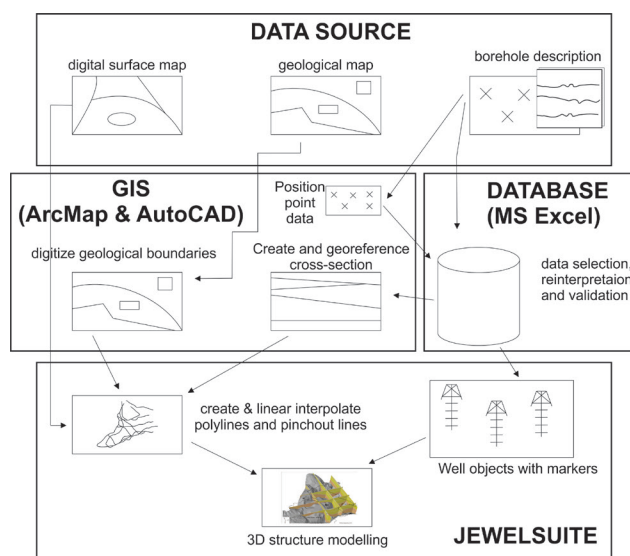 DATA SOURCE
digital surface map
geological map
borehole description
GIS
(ArcMap & AutoCAD)
Position
point
data
DATABASE
(MS Excel)
digitize geological boundaries
Create and georeference
cross-section
data selection,
reinterpretaion
and validation
create & linear interpolate
polylines and pinchout lines
Well objects with markers
3D structure modelling
JEWELSUITE